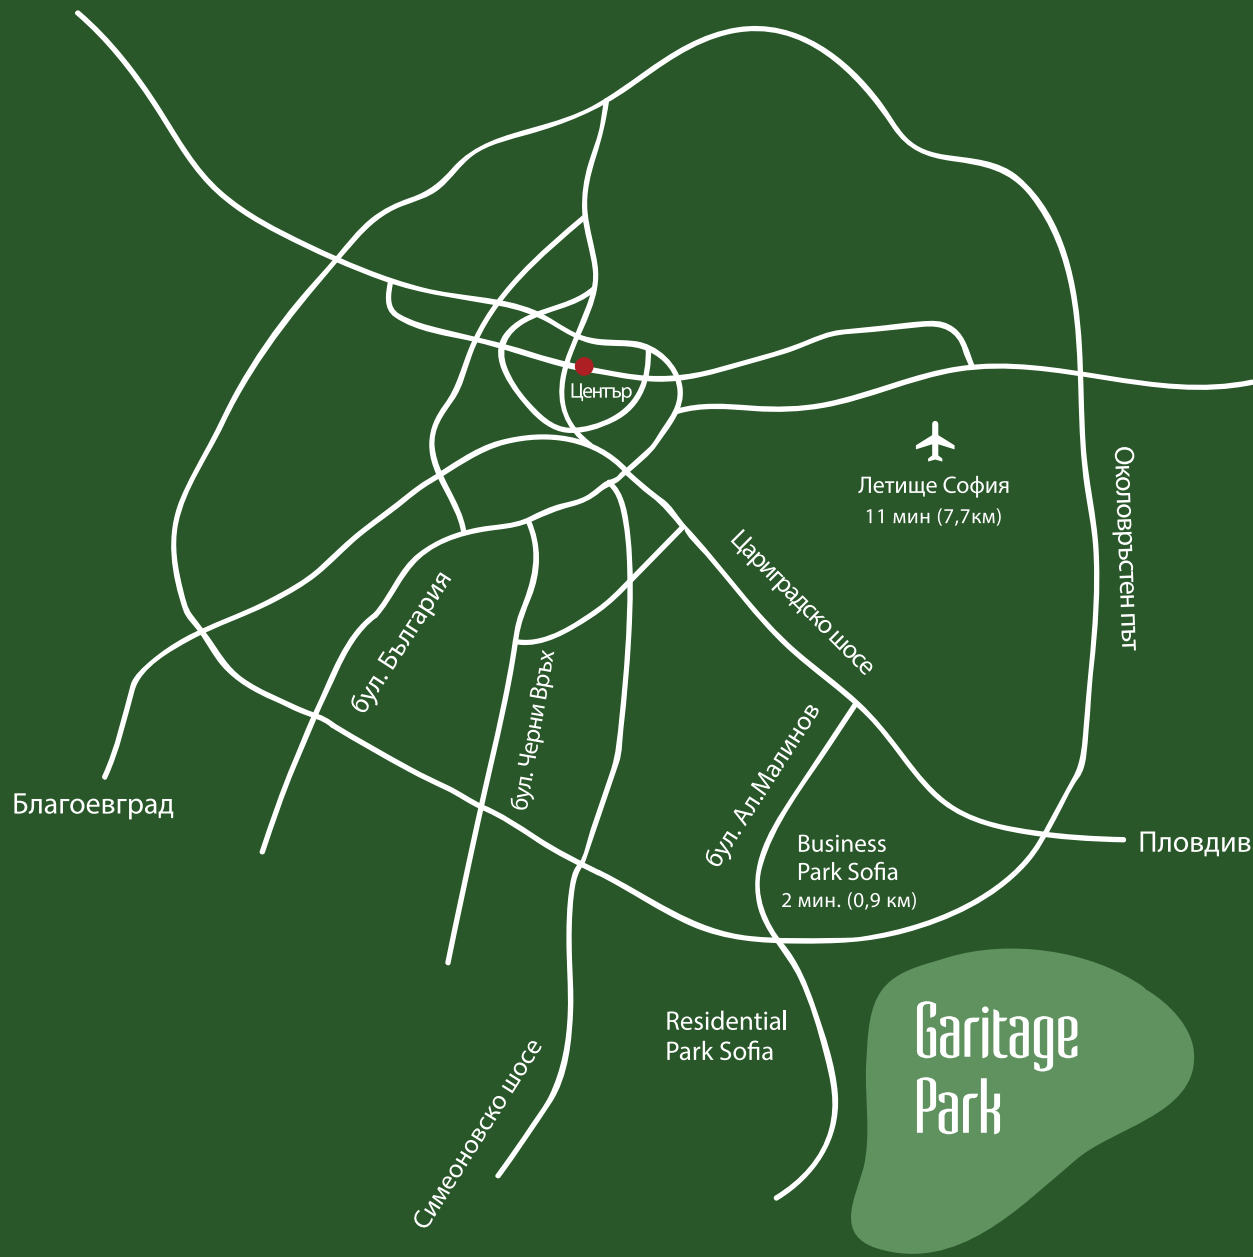 Център
Летище София
11 мин (7,7км)
Околовръстен път
Цариградско шосе
бул. България
бул. Черни Връх
бул. Ал.Малинов
Благоевград
Business
Park Sofia
2 мин. (0,9 км)
Пловдив
Residential
Park Sofia
Garitage
Park
Симеоновско шосе